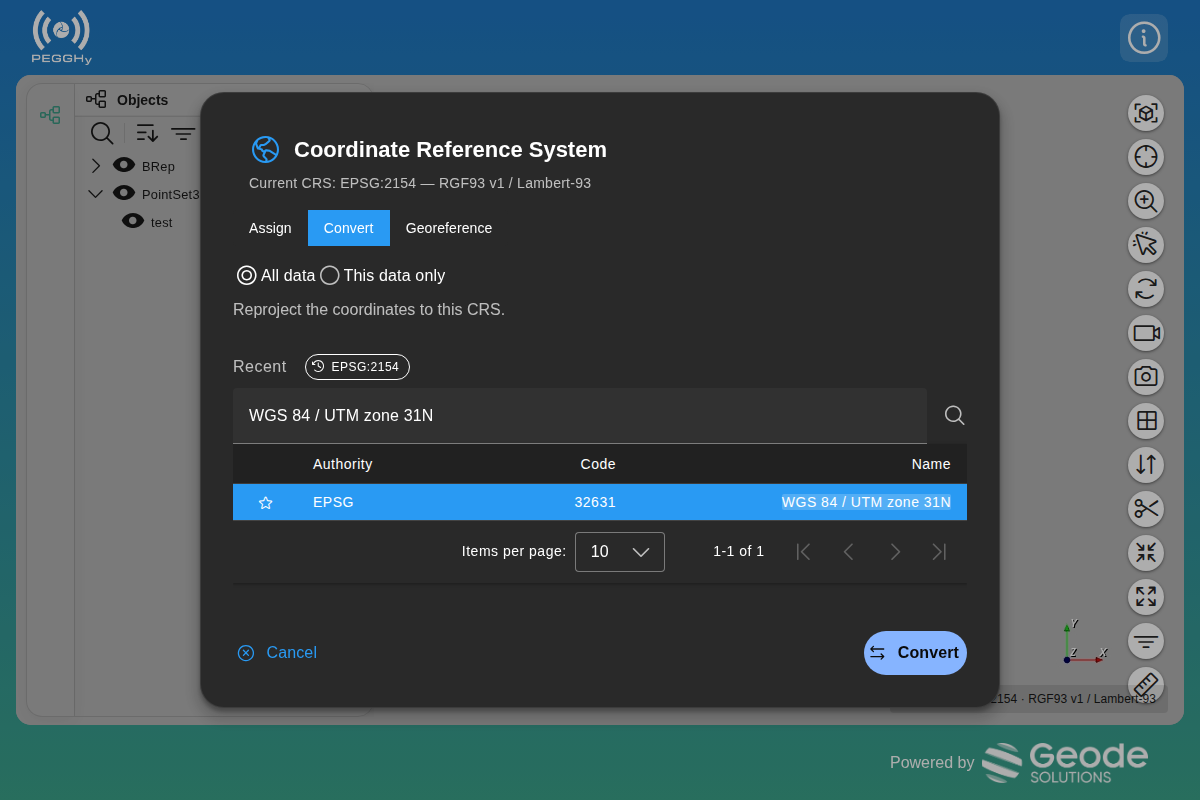 PEGGHy
Objects
BRep
PointSet3
test
Coordinate Reference System
Current CRS: EPSG:2154 — RGF93 v1 / Lambert-93
Assign Convert Georeference
All data This data only
Reproject the coordinates to this CRS.
Recent EPSG:2154
WGS 84 / UTM zone 31N
Authority Code Name
EPSG 32631 WGS 84 / UTM zone 31N
Items per page: 10 1-1 of 1
Cancel Convert
Y
Z X
2154 · RGF93 v1 / Lambert-93
Powered by Geode
SOLUTIONS